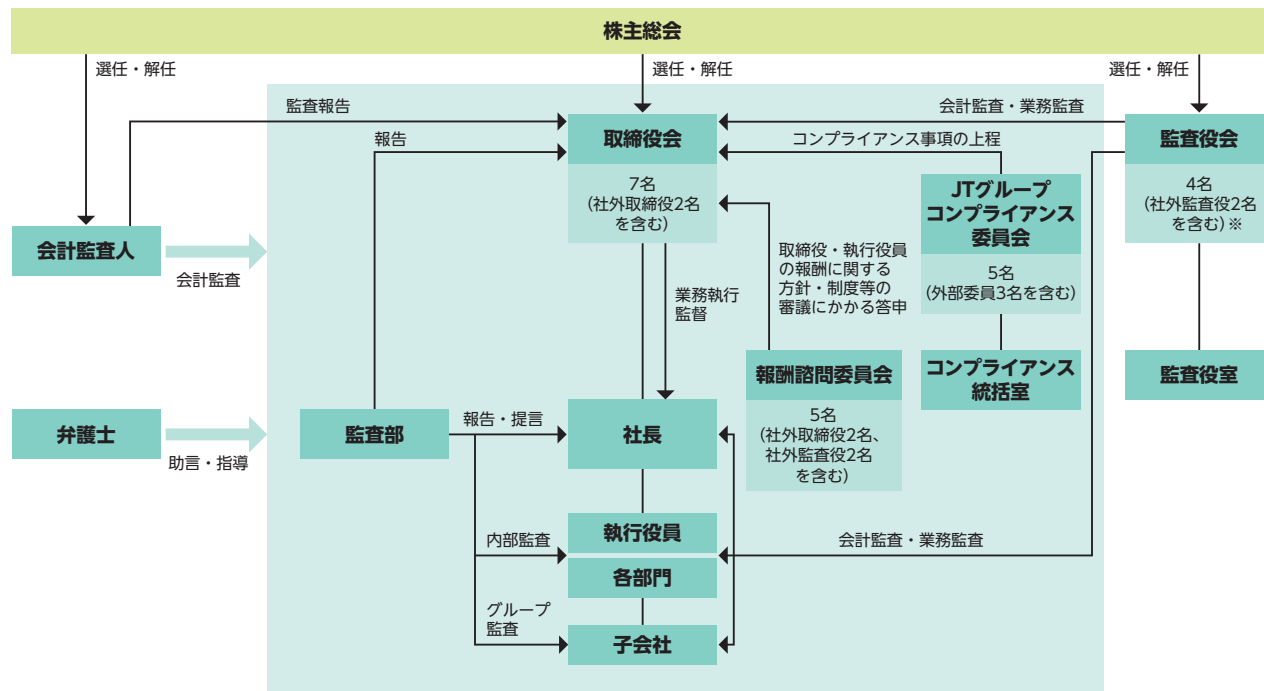 株主総会
選任・解任
選任・解任
選任・解任
監査報告
会計監査・業務監査
報告
取締役会
コンプライアンス事項の上程
監査役会
7名
(社外取締役2名
を含む)
JTグループ
コンプライアンス
委員会
4名
(社外監査役2名
を含む)※
会計監査人
会計監査
取締役・執行役員
の報酬に関する
方針・制度等の
審議にかかる答申
5名
(外部委員3名を含む)
業務執行
監督
報酬諮問委員会
コンプライアンス
統括室
監査役室
弁護士
助言・指導
監査部
報告・提言
社長
5名
(社外取締役2名、
社外監査役2名
を含む)
内部監査
執行役員
会計監査・業務監査
各部門
グループ
監査
子会社